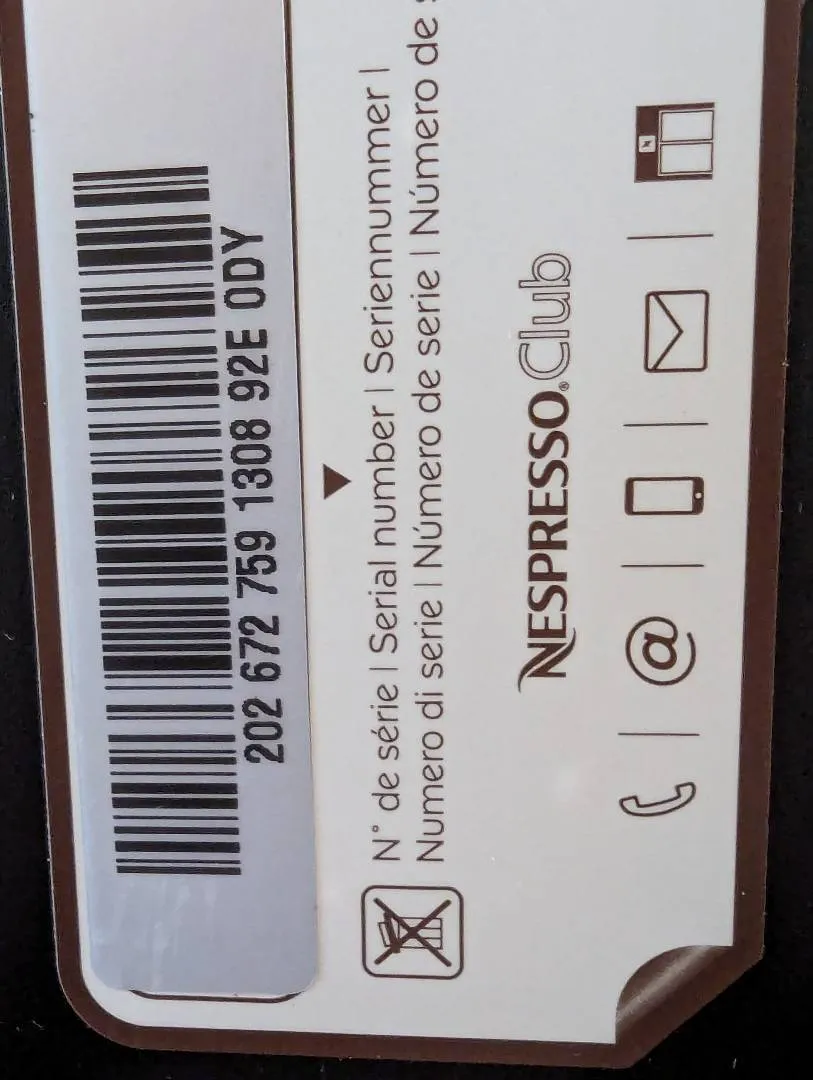 202 672 759 1308 92E 0DY
N° de série | Serial number | Seriennummer |
Numero di serie | Número de serie | Número de
NESPRESSO.® Club
@